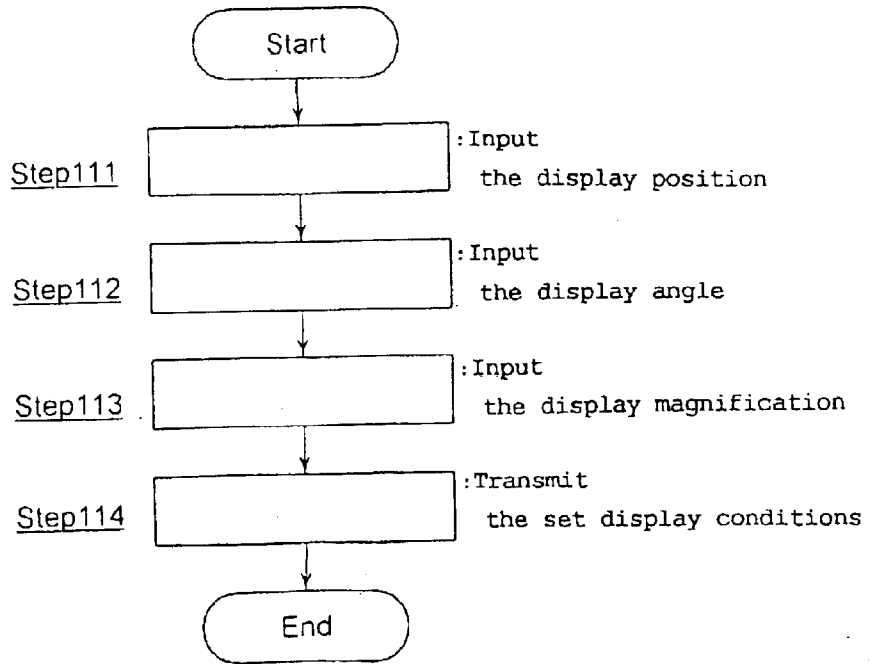 Start
Step111
:Input
the display position
Step112
:Input
the display angle
Step113
:Input
the display magnification
Step114
:Transmit
the set display conditions
End